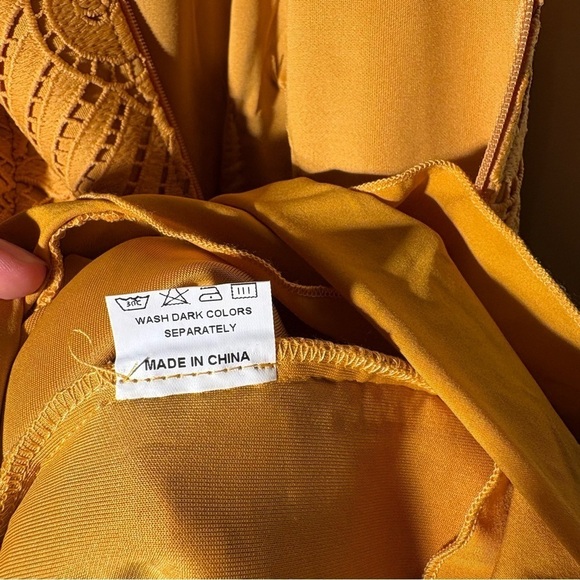 WASH DARK COLORS
SEPARATELY
MADE IN CHINA